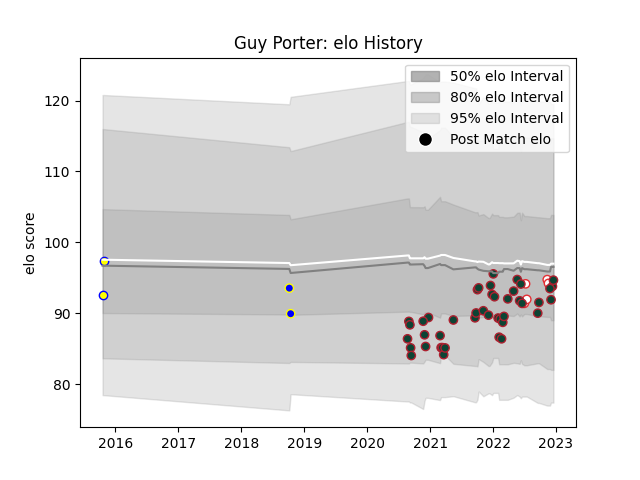 Guy Porter: elo History
50% elo Interval
80% elo Interval
95% elo Interval
Post Match elo
elo score
120
110
100
90
80
2016
2017
2018
2019
2020
2021
2022
2023